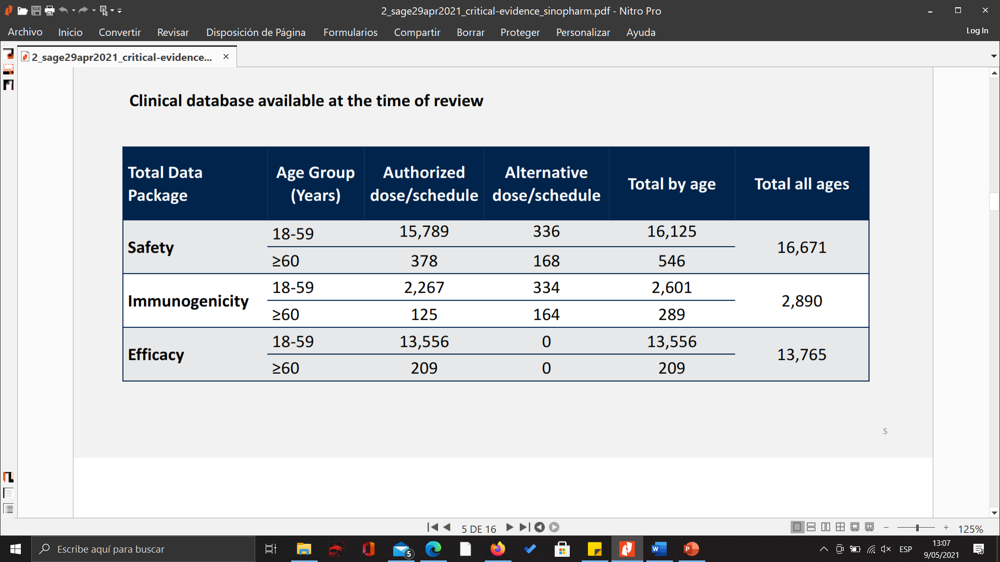 2_sage29apr2021_critical-evidence_sinopharm.pdf - Nitro Pro
Archivo Inicio Convertir Revisar Disposición de Página Formularios Compartir Borrar Proteger Personalizar Ayuda Log In
2_sage29apr2021_critical-evidence...
Clinical database available at the time of review
Total Data Package Age Group (Years) Authorized dose/schedule Alternative dose/schedule Total by age Total all ages
Safety 18-59 15,789 336 16,125 16,671
≥60 378 168 546
Immunogenicity 18-59 2,267 334 2,601 2,890
≥60 125 164 289
Efficacy 18-59 13,556 0 13,556 13,765
≥60 209 0 209
5
5 DE 16 125%
Escribe aquí para buscar 5 W P ESP 13:07
9/05/2021